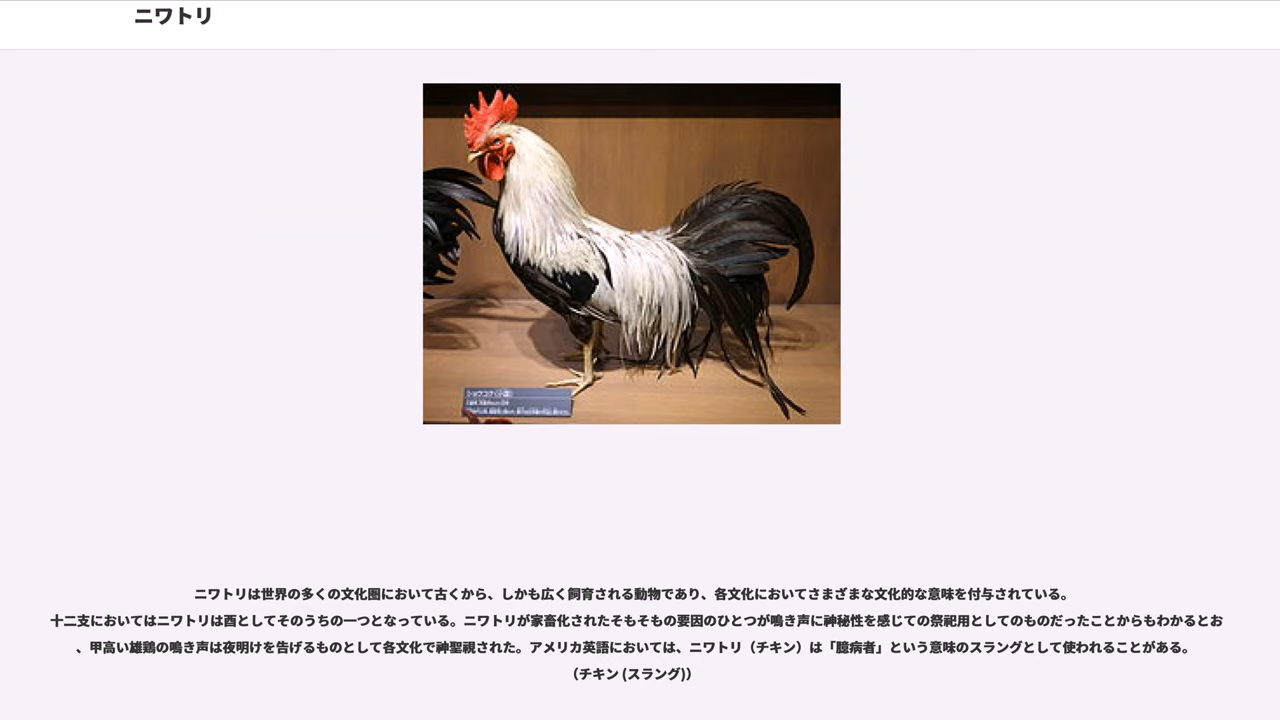 ニワトリ
ショウコク(小国)
ニワトリは世界の多くの文化圏において古くから、しかも広く飼育される動物であり、各文化においてさまざまな文化的な意味を付与されている。
十二支においてはニワトリは酉としてそのうちの一つとなっている。ニワトリが家畜化されたそもそもの要因のひとつが鳴き声に神秘性を感じての祭祀用としてのものだったことからもわかるとお
、甲高い雄鶏の鳴き声は夜明けを告げるものとして各文化で神聖視された。アメリカ英語においては、ニワトリ（チキン）は「臆病者」という意味のスラングとして使われることがある。
（チキン (スラング)）